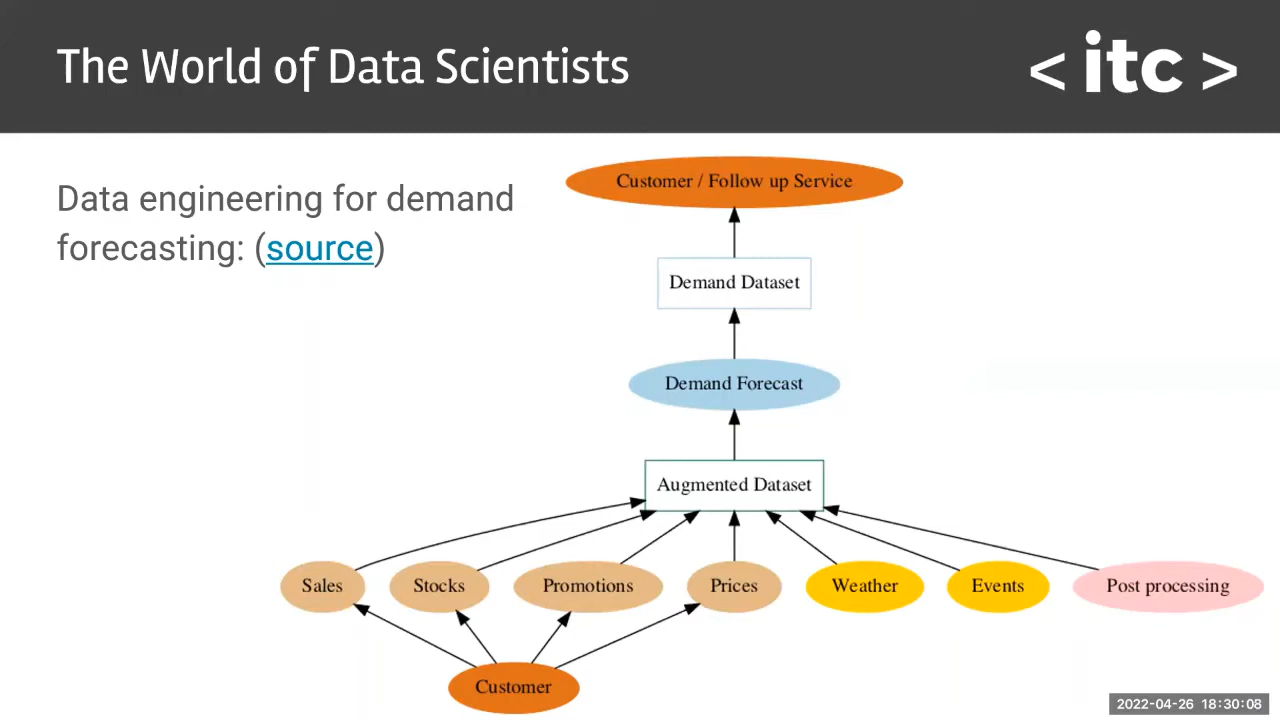 The World of Data Scientists
< itc >
Data engineering for demand
forecasting: (source)
Customer / Follow up Service
Demand Dataset
Demand Forecast
Augmented Dataset
Sales
Stocks
Promotions
Prices
Weather
Events
Post processing
Customer
2022-04-26 18:30:08